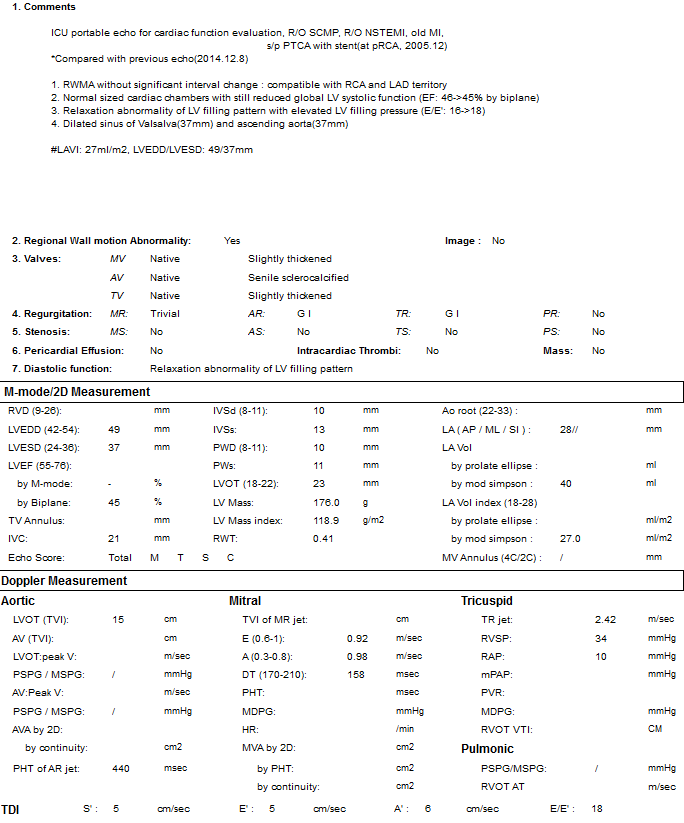 1. Comments
ICU portable echo for cardiac function evaluation, R/O SCMP, R/O NSTEMI, old MI,
s/p PTCA with stent(at pRCA, 2005.12)
*Compared with previous echo(2014.12.8)
1. RWMA without significant interval change : compatible with RCA and LAD territory
2. Normal sized cardiac chambers with still reduced global LV systolic function (EF: 46->45% by biplane)
3. Relaxation abnormality of LV filling pattern with elevated LV filling pressure (E/E': 16->18)
4. Dilated sinus of Valsalva(37mm) and ascending aorta(37mm)
#LAVI: 27ml/m2, LVEDD/LVESD: 49/37mm
2. Regional Wall motion Abnormality: Yes Image : No
3. Valves: MV Native Slightly thickened
AV Native Senile sclerocalcified
TV Native Slightly thickened
4. Regurgitation: MR: Trivial AR: G I TR: G I PR: No
5. Stenosis: MS: No AS: No TS: No PS: No
6. Pericardial Effusion: No Intracardiac Thrombi: No Mass: No
7. Diastolic function: Relaxation abnormality of LV filling pattern
M-mode/2D Measurement
RVD (9-26): mm IVSd (8-11): 10 mm Ao root (22-33) : mm
LVEDD (42-54): 49 mm IVSs: 13 mm LA ( AP / ML / SI ) : 28// mm
LVESD (24-36): 37 mm PWD (8-11): 10 mm LA Vol
LVEF (55-76): PWs: 11 mm by prolate ellipse : ml
by M-mode: - % LVOT (18-22): 23 mm by mod simpson : 40 ml
by Biplane: 45 % LV Mass: 176.0 g LA Vol index (18-28)
TV Annulus: mm LV Mass index: 118.9 g/m2 by prolate ellipse : ml/m2
IVC: 21 mm RWT: 0.41 by mod simpson : 27.0 ml/m2
Echo Score: Total M T S C MV Annulus (4C/2C) : / mm
Doppler Measurement
Aortic Mitral Tricuspid
LVOT (TVI): 15 cm TVI of MR jet: cm TR jet: 2.42 m/sec
AV (TVI): cm E (0.6-1): 0.92 m/sec RVSP: 34 mmHg
LVOT:peak V: m/sec A (0.3-0.8): 0.98 m/sec RAP: 10 mmHg
PSPG / MSPG: / mmHg DT (170-210): 158 msec mPAP: mmHg
AV:Peak V: m/sec PHT: msec PVR:
PSPG / MSPG: / mmHg MDPG: mmHg MDPG: mmHg
AVA by 2D: HR: /min RVOT VTI: CM
by continuity: cm2 MVA by 2D: cm2 Pulmonic
PHT of AR jet: 440 msec by PHT: cm2 PSPG/MSPG: / mmHg
by continuity: cm2 RVOT AT m/sec
TDI S' : 5 cm/sec E' : 5 cm/sec A' : 6 cm/sec E/E' : 18